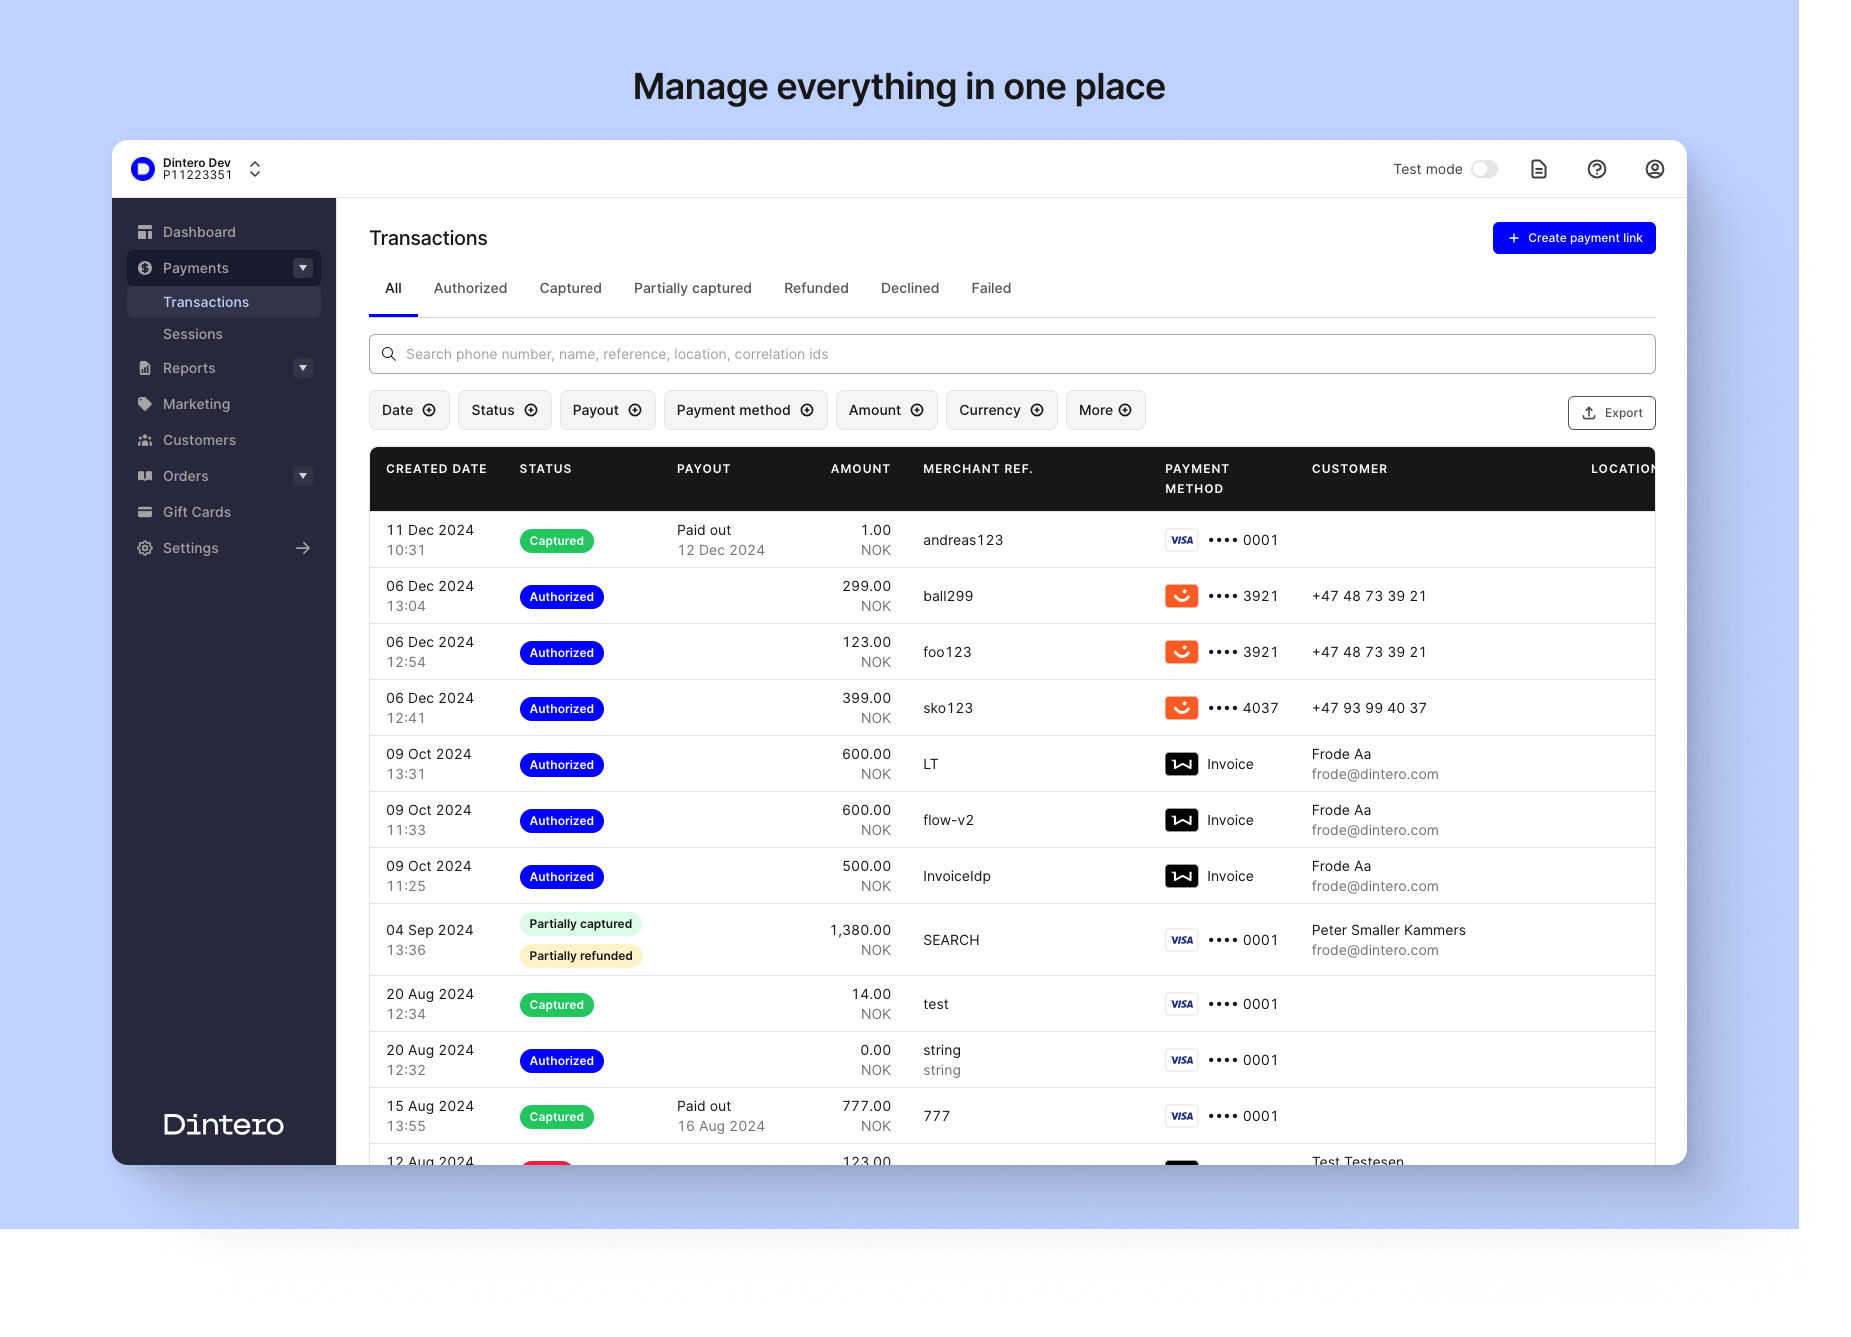 Manage everything in one place
Dintero Dev
P11223351
Test mode
Dashboard
Payments
Transactions
Sessions
Reports
Marketing
Customers
Orders
Gift Cards
Settings
Dintero
Transactions
Create payment link
All Authorized Captured Partially captured Refunded Declined Failed
Search phone number, name, reference, location, correlation ids
Date Status Payout Payment method Amount Currency More Export
CREATED DATE STATUS PAYOUT AMOUNT MERCHANT REF. PAYMENT METHOD CUSTOMER LOCATION
11 Dec 2024 Captured Paid out 1.00 andreas123 VISA •••• 0001
10:31 12 Dec 2024 NOK
06 Dec 2024 Authorized 299.00 ball299 •••• 3921 +47 48 73 39 21
13:04 NOK
06 Dec 2024 Authorized 123.00 foo123 •••• 3921 +47 48 73 39 21
12:54 NOK
06 Dec 2024 Authorized 399.00 sko123 •••• 4037 +47 93 99 40 37
12:41 NOK
09 Oct 2024 Authorized 600.00 LT Invoice Frode Aa
13:31 NOK frode@dintero.com
09 Oct 2024 Authorized 600.00 flow-v2 Invoice Frode Aa
11:33 NOK frode@dintero.com
09 Oct 2024 Authorized 500.00 InvoiceIdp Invoice Frode Aa
11:25 NOK frode@dintero.com
04 Sep 2024 Partially captured 1,380.00 SEARCH VISA •••• 0001 Peter Smaller Kammers
13:36 Partially refunded NOK frode@dintero.com
20 Aug 2024 Captured 14.00 test VISA •••• 0001
12:34 NOK
20 Aug 2024 Authorized 0.00 string VISA •••• 0001
12:32 NOK string
15 Aug 2024 Captured Paid out 777.00 777 VISA •••• 0001
13:55 16 Aug 2024 NOK
12 Aug 2024 123.00 Test Testesen